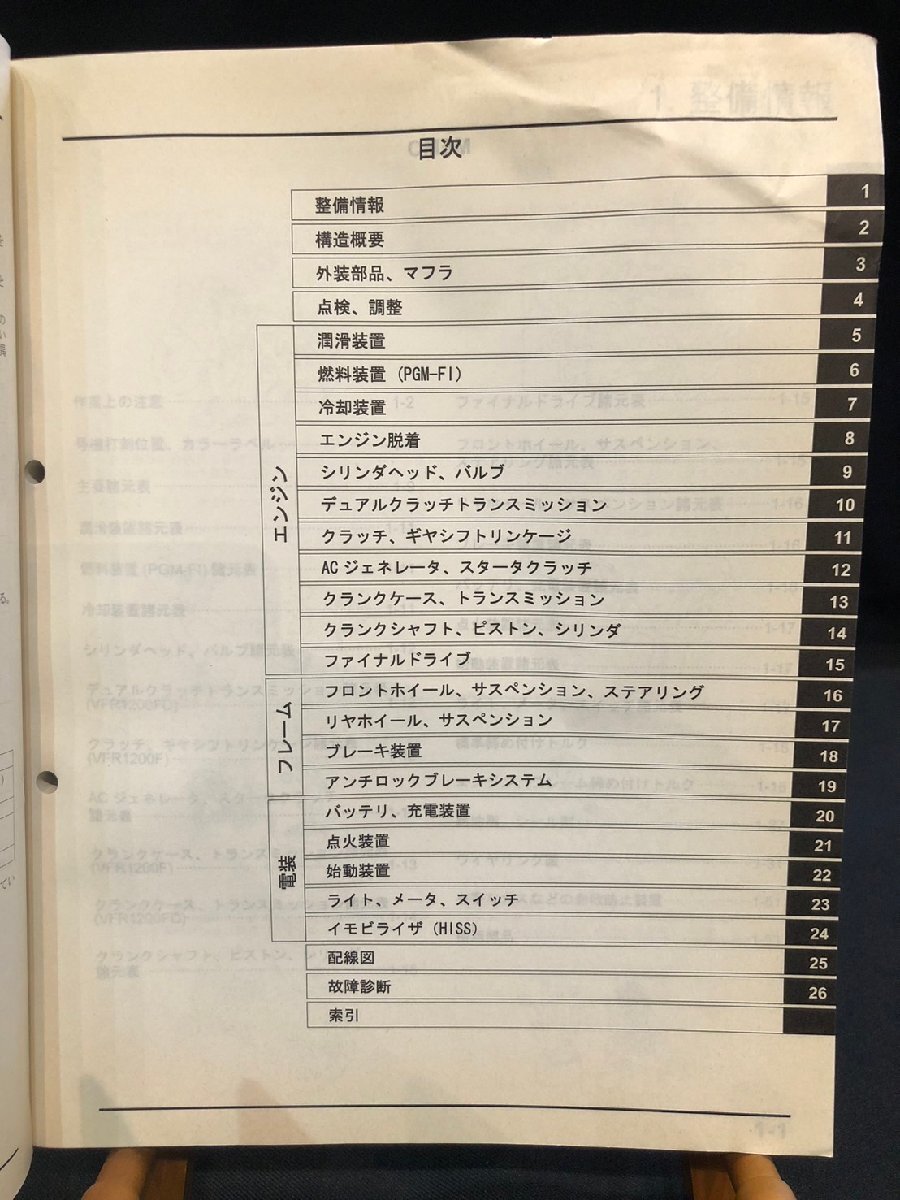 目次
整備情報 1
構造概要 2
外装部品、マフラ 3
点検、調整 4
エンジン
潤滑装置 5
燃料装置 (PGM-FI) 6
冷却装置 7
エンジン脱着 8
シリンダヘッド、バルブ 9
デュアルクラッチトランスミッション 10
クラッチ、ギヤシフトリンケージ 11
ACジェネレータ、スタータクラッチ 12
クランクケース、トランスミッション 13
クランクシャフト、ピストン、シリンダ 14
ファイナルドライブ 15
フレーム
フロントホイール、サスペンション、ステアリング 16
リヤホイール、サスペンション 17
ブレーキ装置 18
アンチロックブレーキシステム 19
電装
バッテリ、充電装置 20
点火装置 21
始動装置 22
ライト、メータ、スイッチ 23
イモビライザ (HISS) 24
配線図 25
故障診断 26
索引